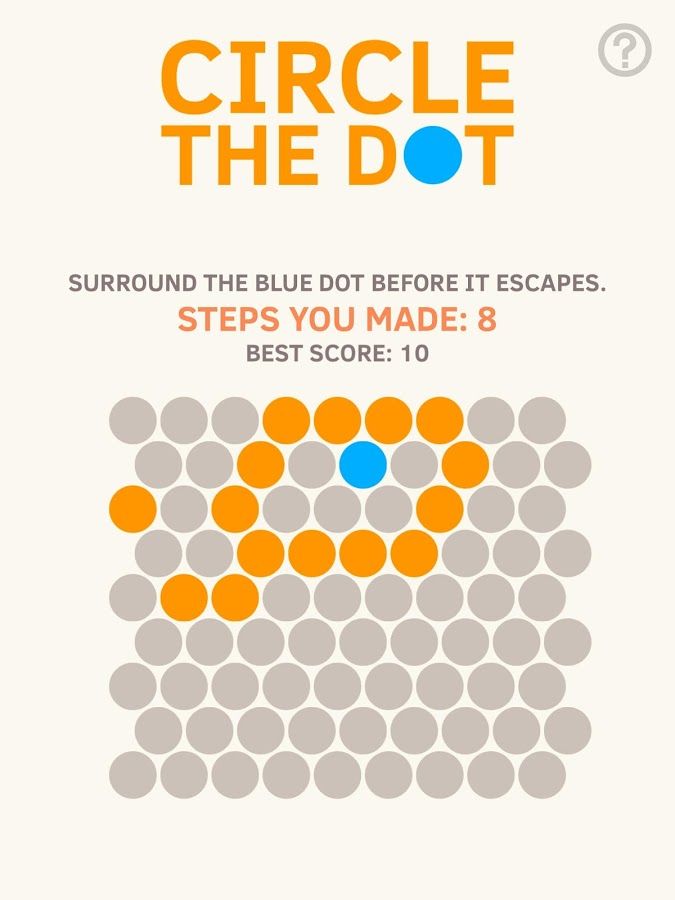 ?
CIRCLE
THE DOT
SURROUND THE BLUE DOT BEFORE IT ESCAPES.
STEPS YOU MADE: 8
BEST SCORE: 10